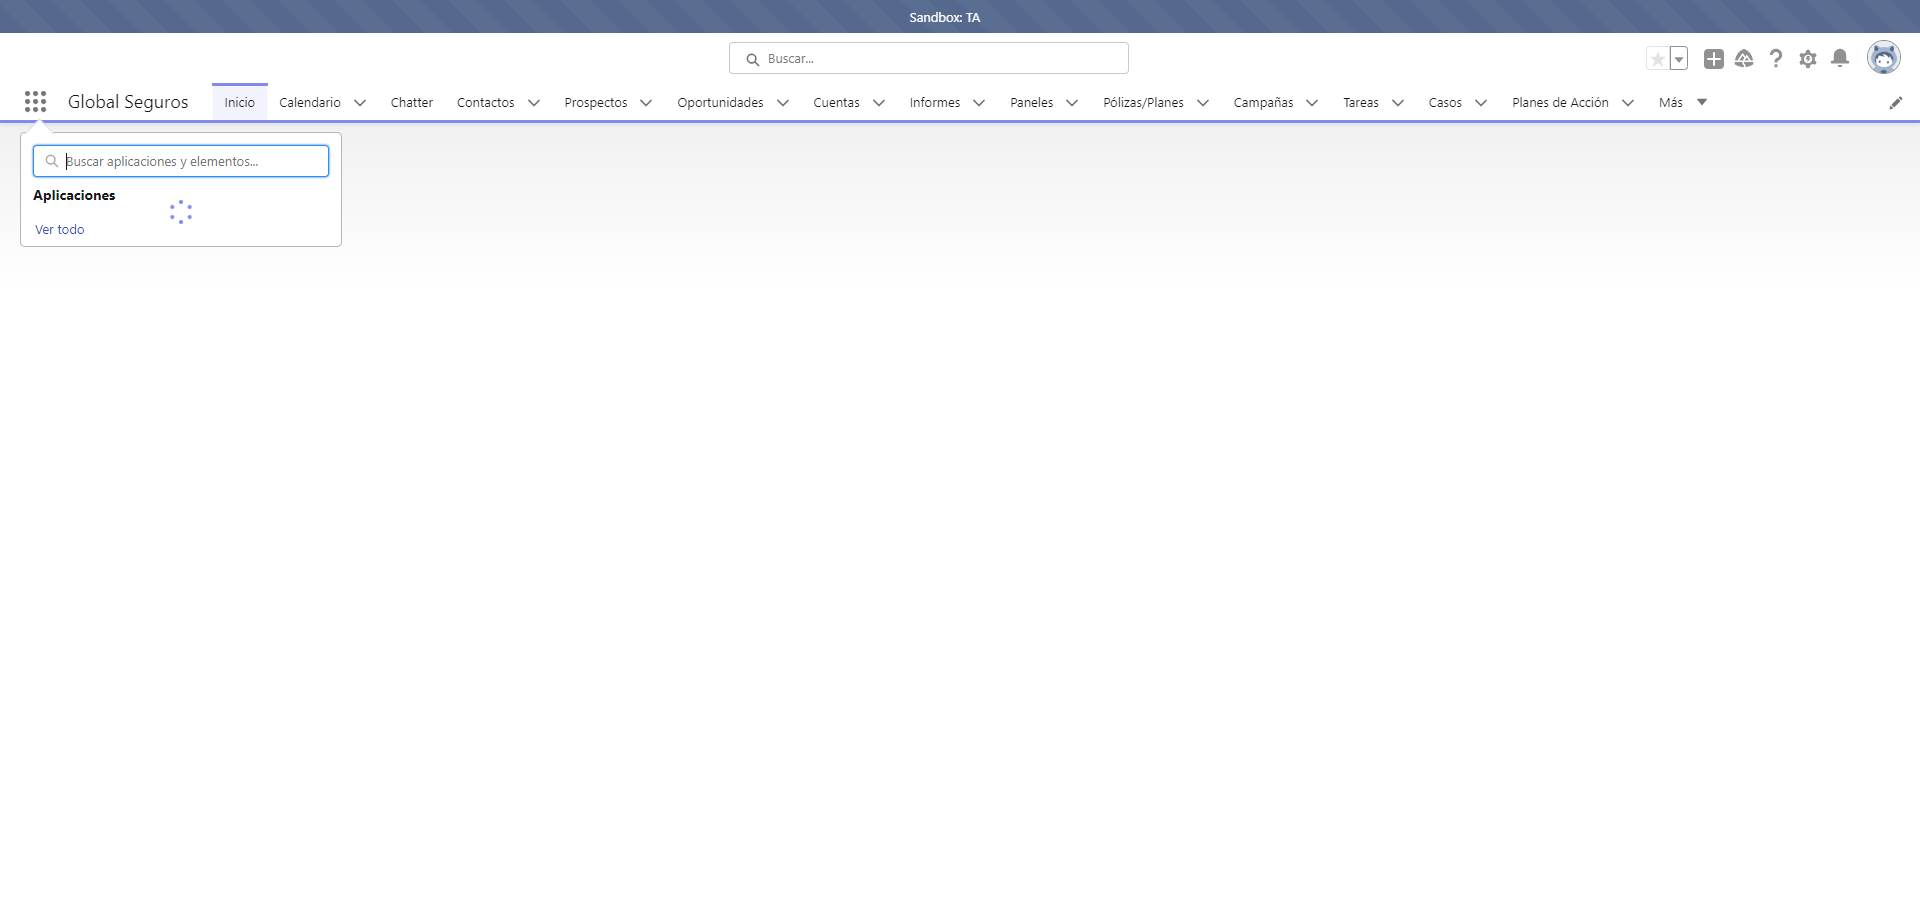 Sandbox: TA
Buscar...
Global Seguros
Inicio
Calendario
Chatter
Contactos
Prospectos
Oportunidades
Cuentas
Informes
Paneles
Pólizas/Planes
Campañas
Tareas
Casos
Planes de Acción
Más
Buscar aplicaciones y elementos...
Aplicaciones
Ver todo